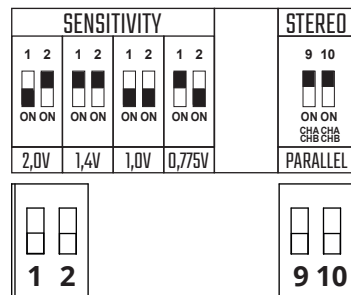 SENSITIVITY STEREO
1 2 1 2 1 2 1 2 9 10
ON ON ON ON ON ON ON ON ON ON
CHA CHA
CHB CHB
2,0V 1,4V 1,0V 0,775V PARALLEL
1 2 9 10